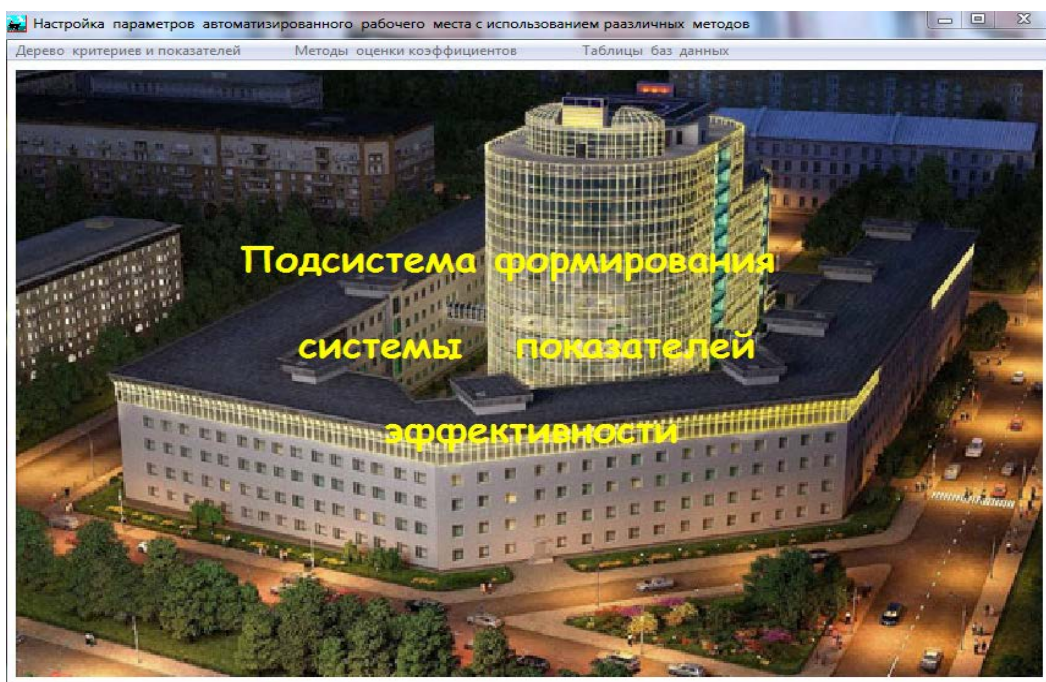 Настройка параметров автоматизированного рабочего места с использованием раазличных методов
Дерево критериев и показателей Методы оценки коэффициентов Таблицы баз данных
Подсистема формирования
системы показателей
эффективности